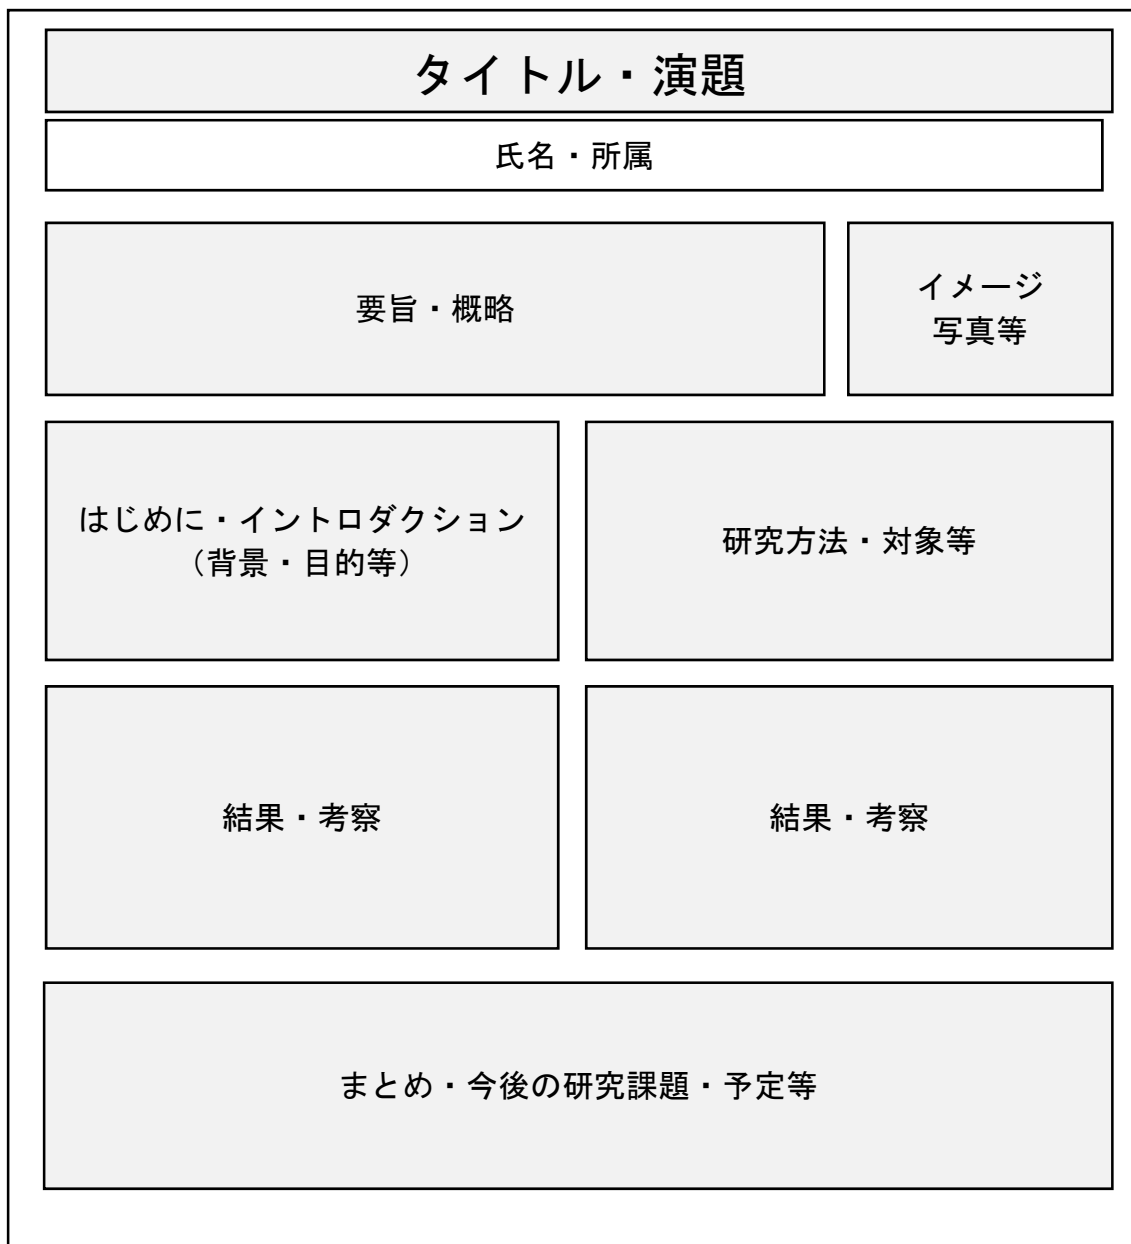 タイトル・演題
氏名・所属
要旨・概略
イメージ
写真等
はじめに・イントロダクション
（背景・目的等）
研究方法・対象等
結果・考察
結果・考察
まとめ・今後の研究課題・予定等